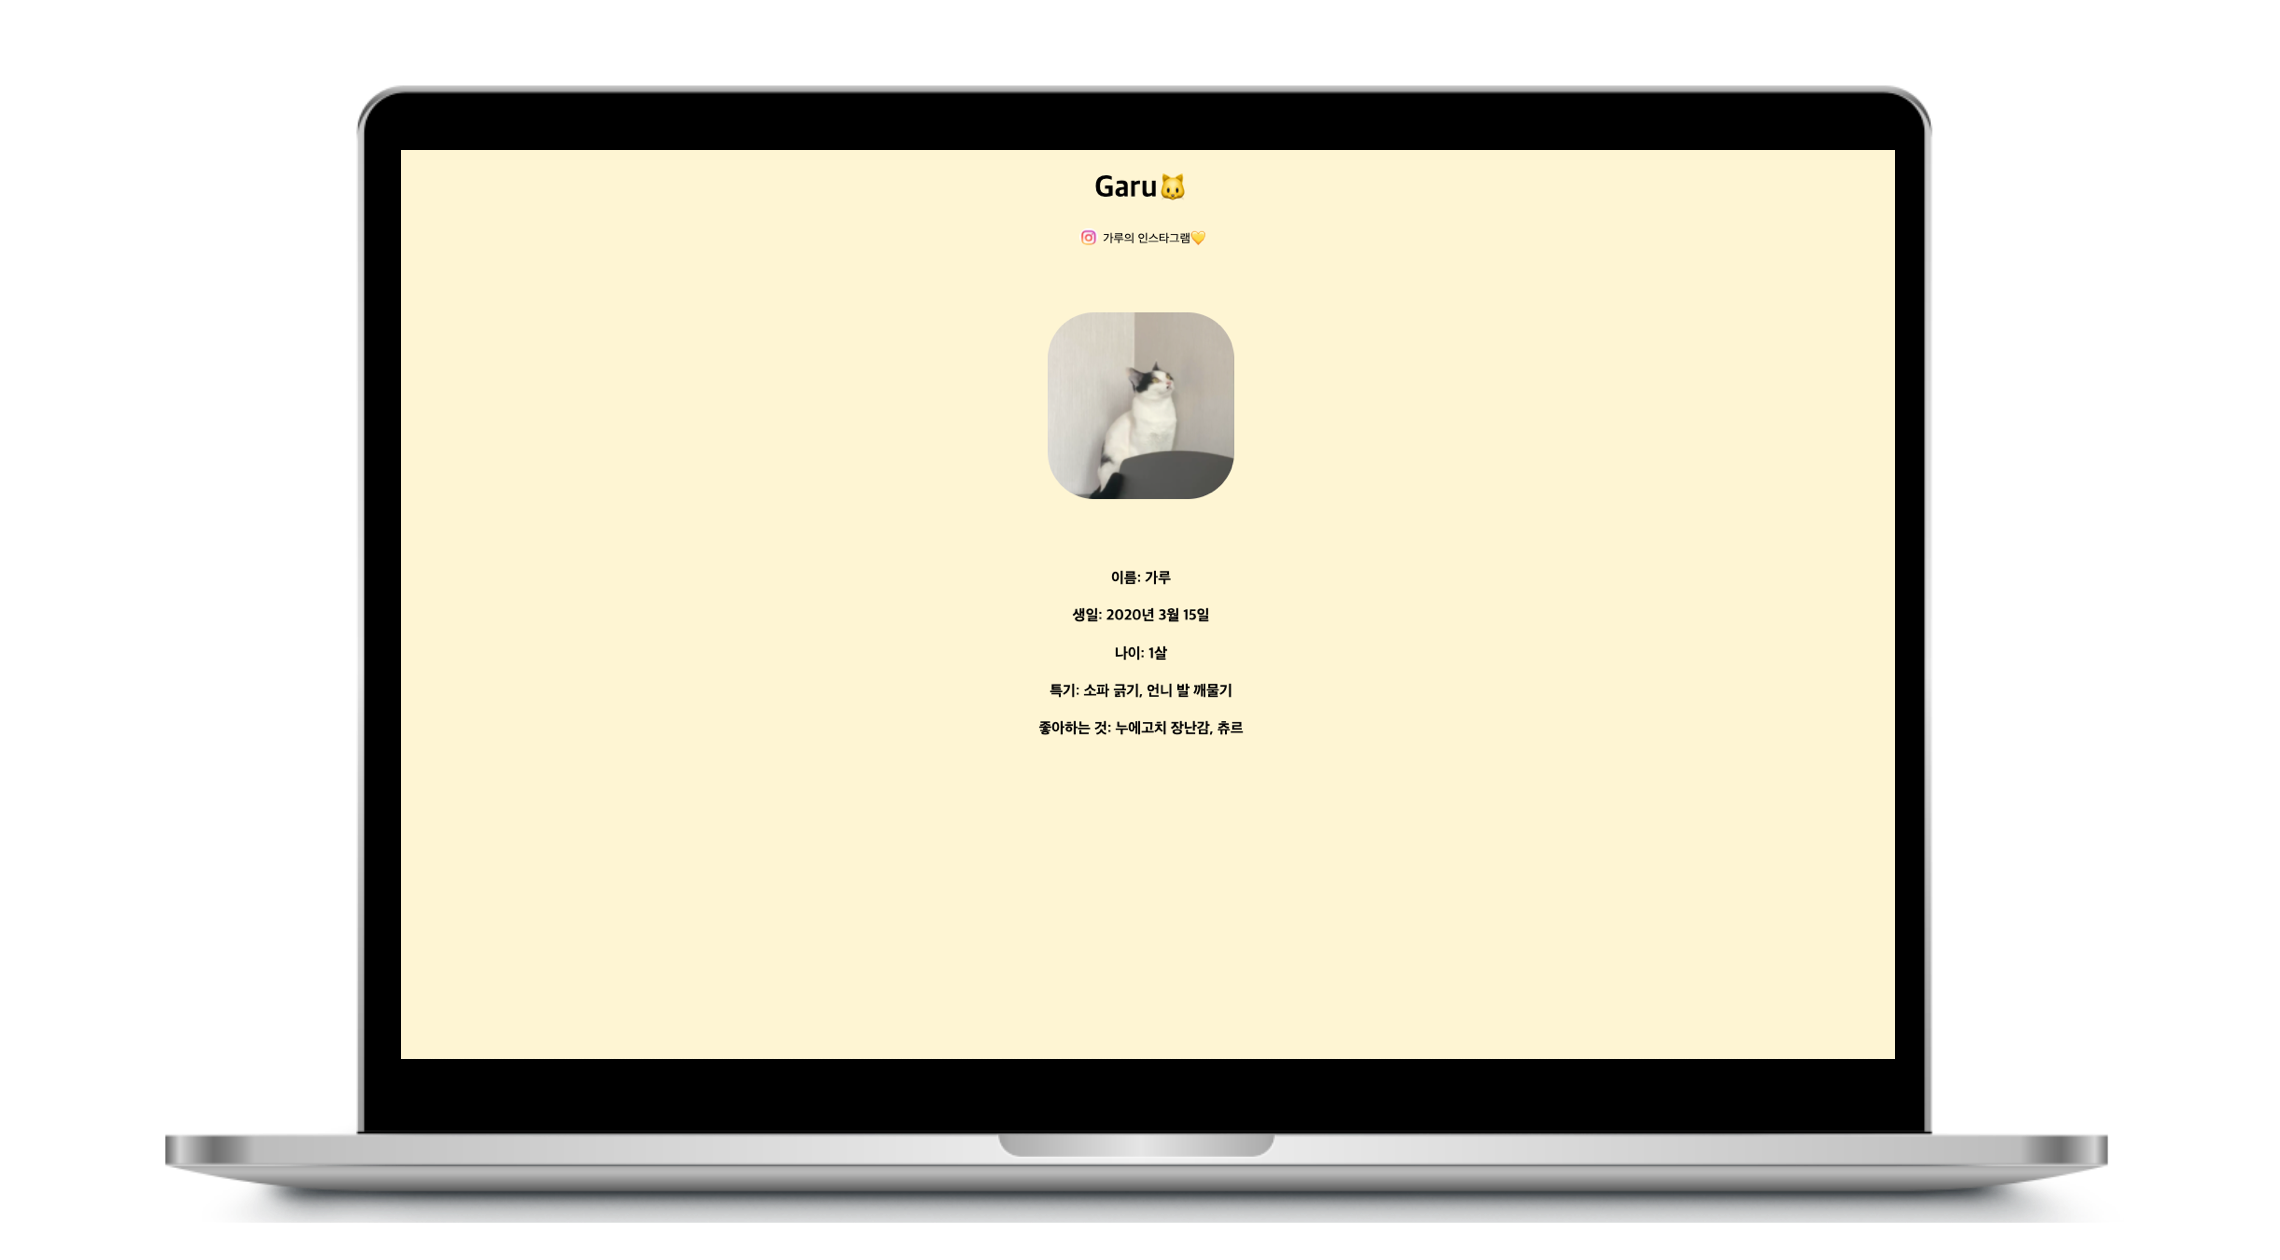 Garu🐱
가루의 인스타그램💛
이름: 가루
생일: 2020년 3월 15일
나이: 1살
특기: 소파 긁기, 언니 발 깨물기
좋아하는 것: 누에고치 장난감, 츄르